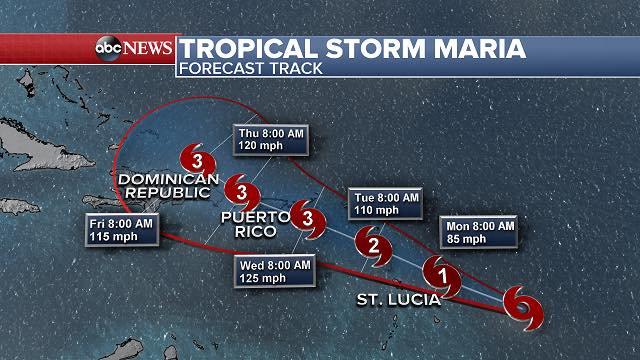 abc NEWS
TROPICAL STORM MARIA
FORECAST TRACK
Thu 8:00 AM
120 mph
3
DOMINICAN
REPUBLIC
3
Tue 8:00 AM
110 mph
PUERTO
RICO
3
Mon 8:00 AM
85 mph
Fri 8:00 AM
115 mph
2
Wed 8:00 AM
125 mph
1
ST. LUCIA